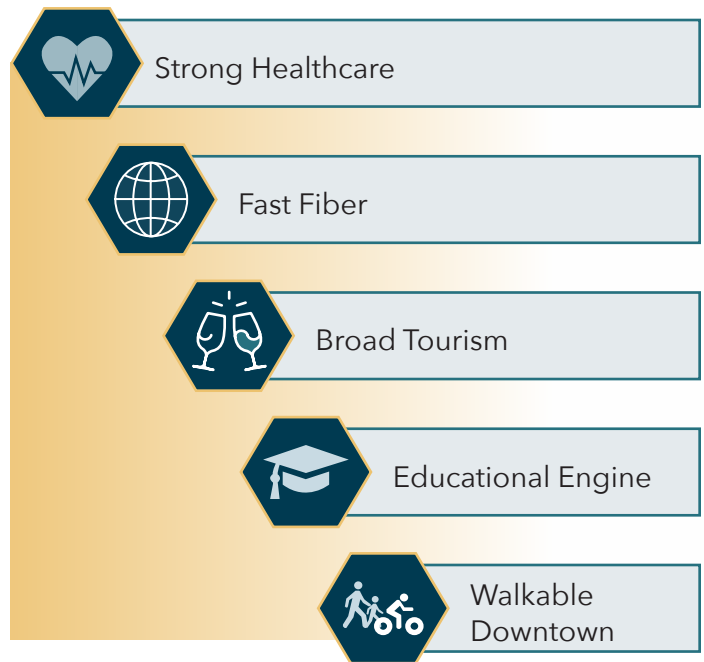 Strong Healthcare
Fast Fiber
Broad Tourism
Educational Engine
Walkable
Downtown